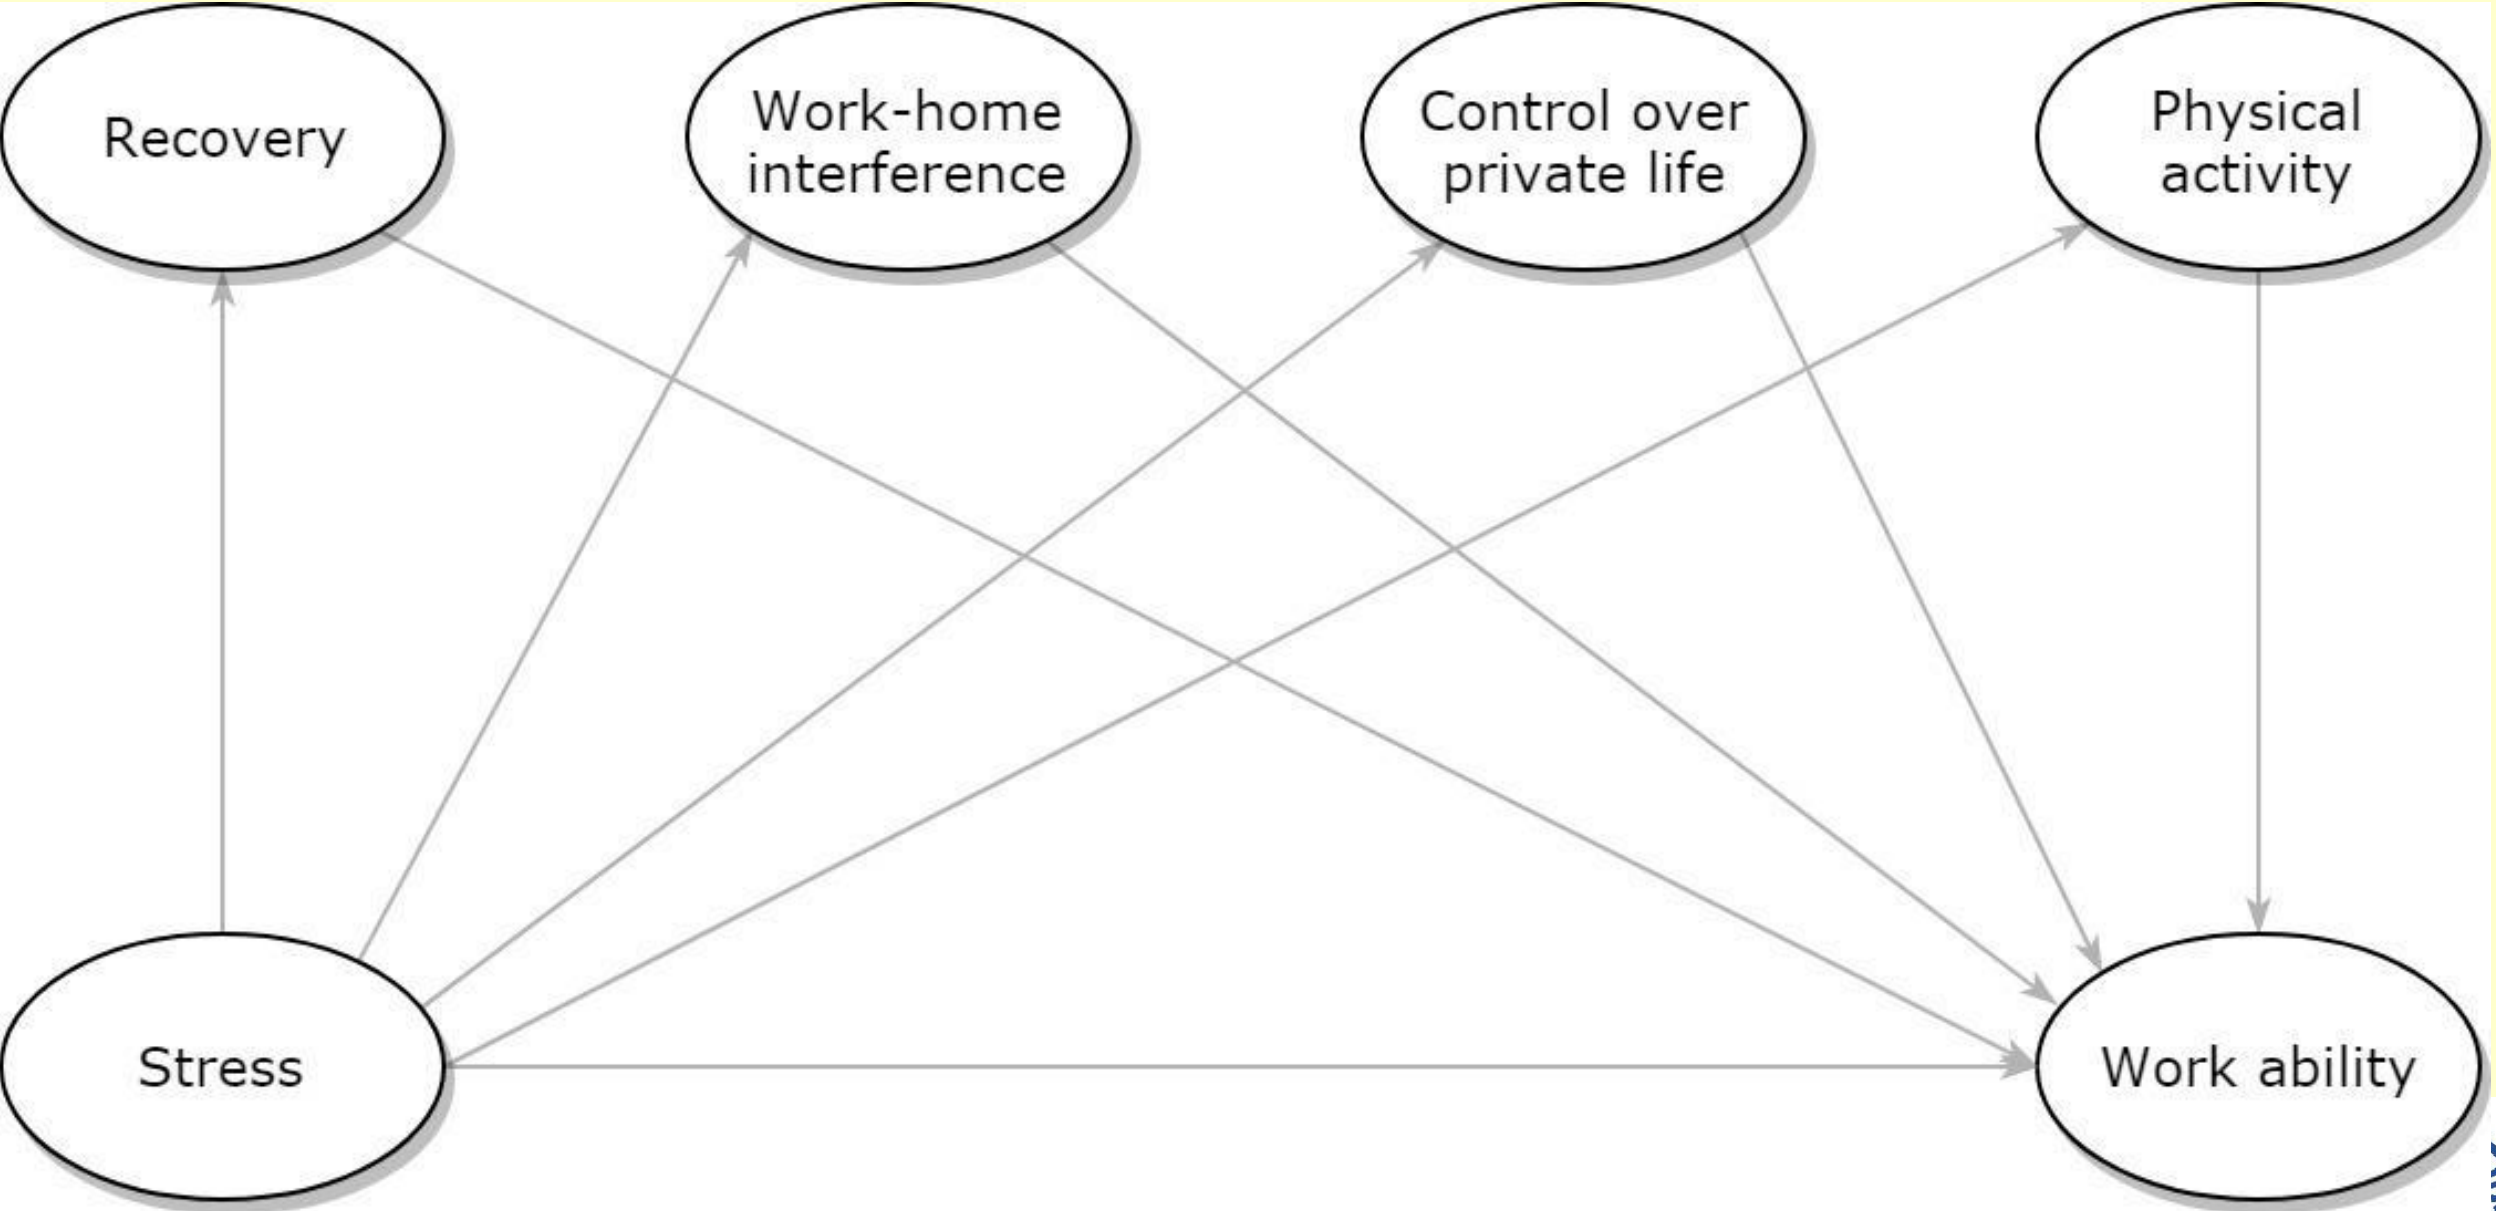 Recovery
Work-home
interference
Control over
private life
Physical
activity
Stress
Work ability